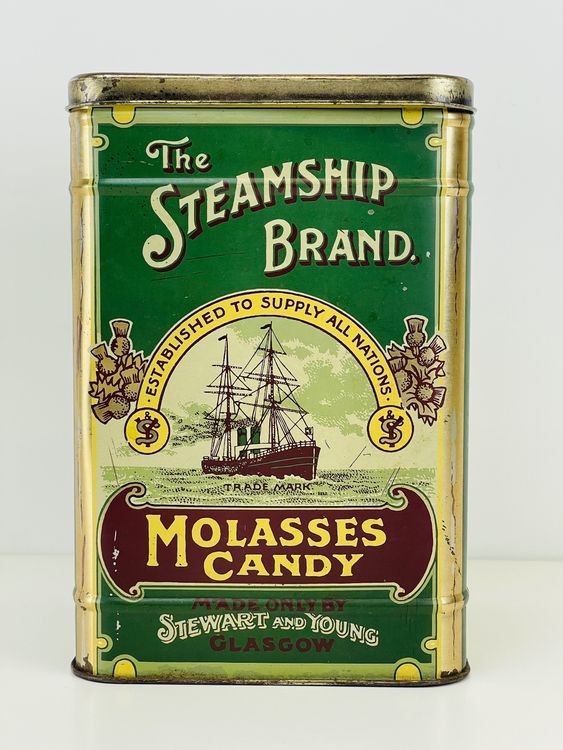 The
STEAMSHIP
BRAND.
· ESTABLISHED TO SUPPLY ALL NATIONS ·
TRADE MARK.
MOLASSES
CANDY
MADE ONLY BY
STEWART AND YOUNG
GLASGOW